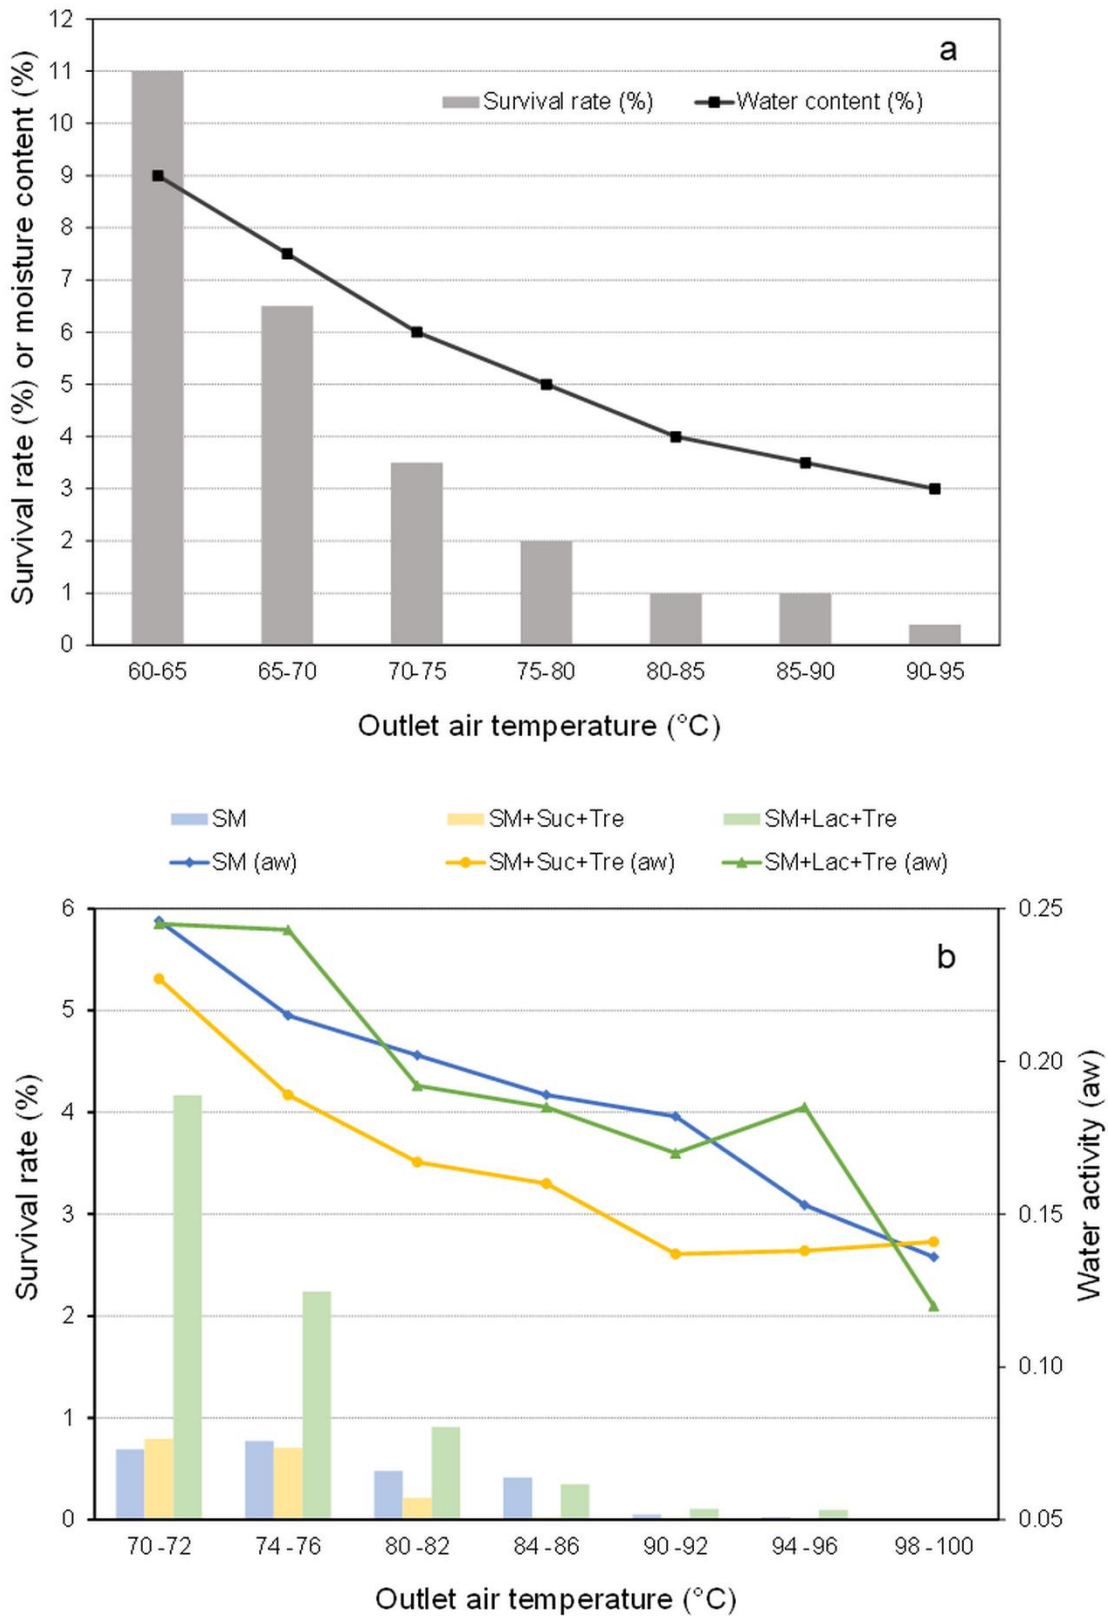 12
a
11
Survival rate (%)
Water content (%)
10
9
8
7
6
5
4
3
2
1
0
Survival rate (%) or moisture content (%)
60-65
65-70
70-75
75-80
80-85
85-90
90-95
Outlet air temperature (°C)
SM
SM+Suc+Tre
SM+Lac+Tre
SM (aw)
SM+Suc+Tre (aw)
SM+Lac+Tre (aw)
b
6
5
4
3
2
1
0
Survival rate (%)
0.25
0.20
0.15
0.10
0.05
Water activity (aw)
70 -72
74 -76
80 -82
84 -86
90 -92
94 -96
98 -100
Outlet air temperature (°C)